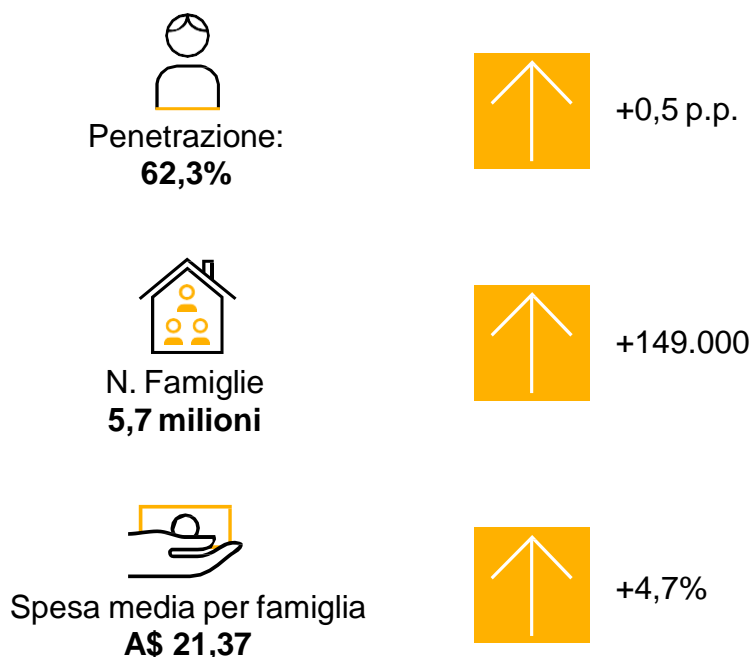 Penetrazione:
62,3%
+0,5 p.p.
N. Famiglie
5,7 milioni
+149.000
Spesa media per famiglia
A$ 21,37
+4,7%